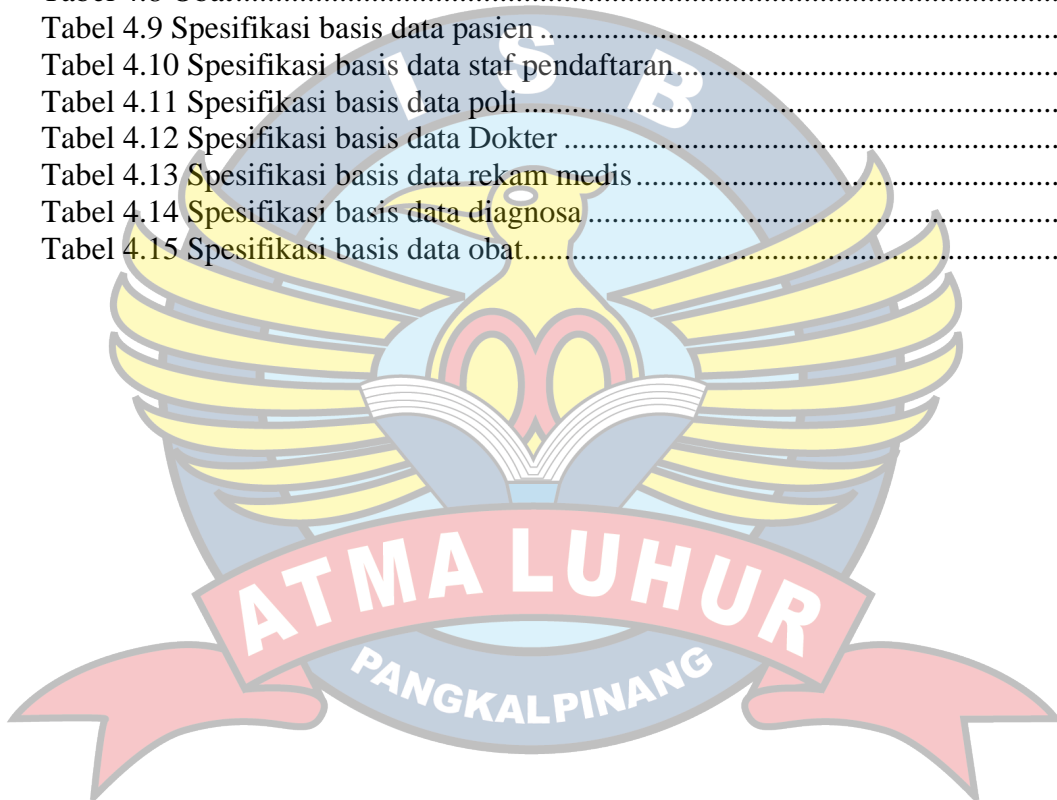 Tabel 4.9 Spesifikasi basis data pasien
Tabel 4.10 Spesifikasi basis data staf pendaftaran
Tabel 4.11 Spesifikasi basis data poli
Tabel 4.12 Spesifikasi basis data Dokter
Tabel 4.13 Spesifikasi basis data rekam medis
Tabel 4.14 Spesifikasi basis data diagnosa
Tabel 4.15 Spesifikasi basis data obat
I S B
ATMA LUHUR
PANGKALPINANG